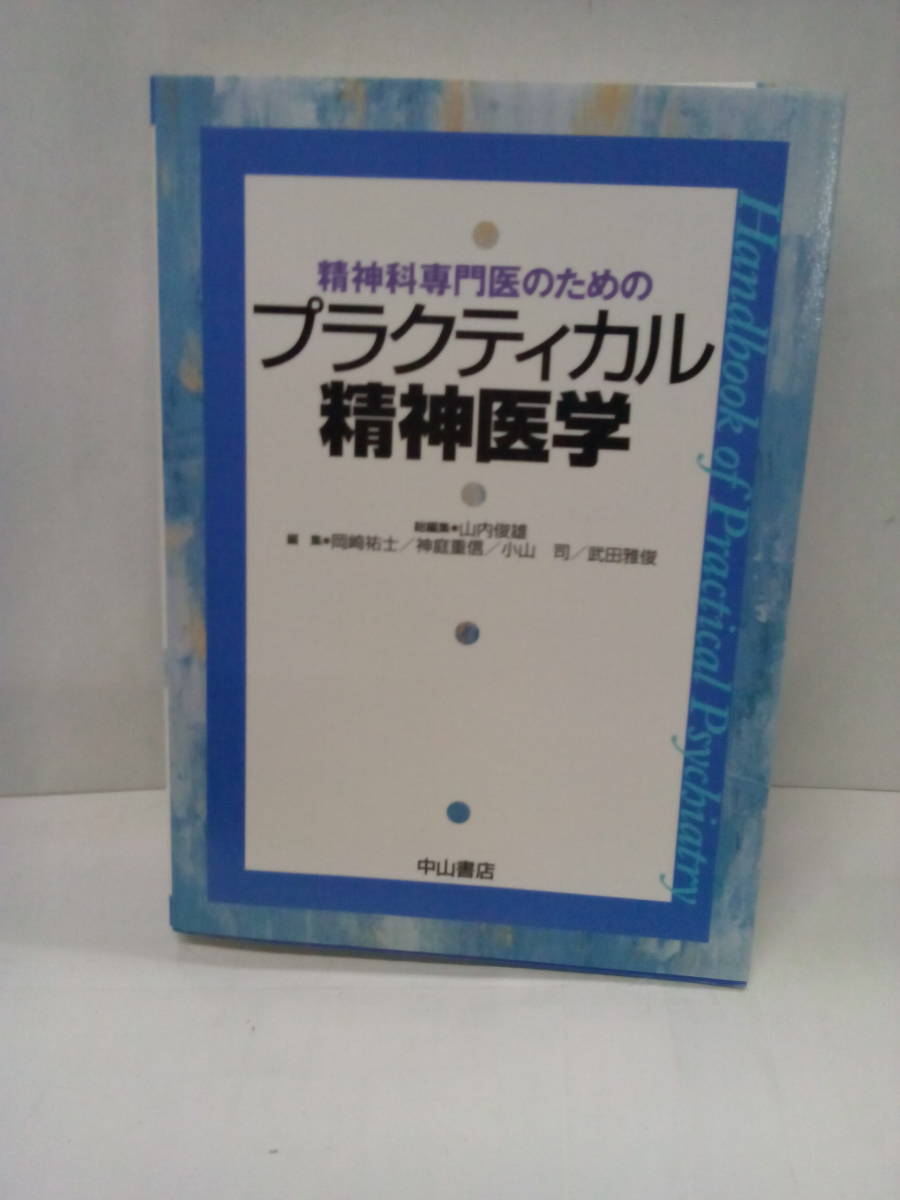 精神科専門医のための
プラクティカル
精神医学
総編集●山内俊雄
編　集●岡崎祐士／神庭重信／小山　司／武田雅俊
中山書店
Handbook of Practical Psychiatry